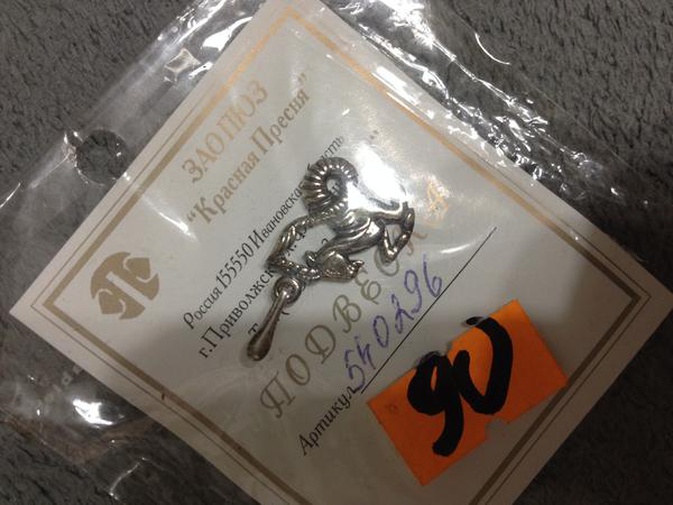 ЗАО ПЮЗ
"Красная Пресня"
Россия 155550 Ивановская
г.Приволжск
ПОДВЕСКА
Артикул 540296
90